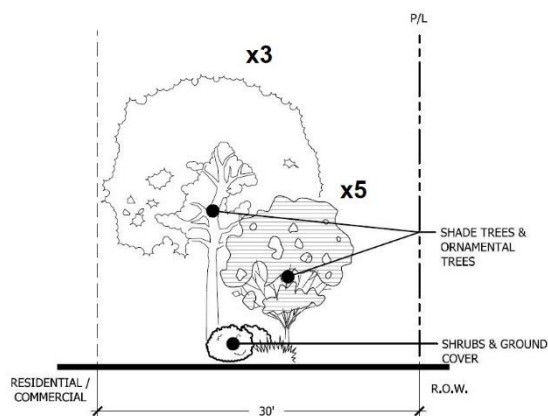 P/L
x3
x5
SHADE TREES &
ORNAMENTAL
TREES
SHRUBS & GROUND
COVER
RESIDENTIAL /
COMMERCIAL
R.O.W.
30'